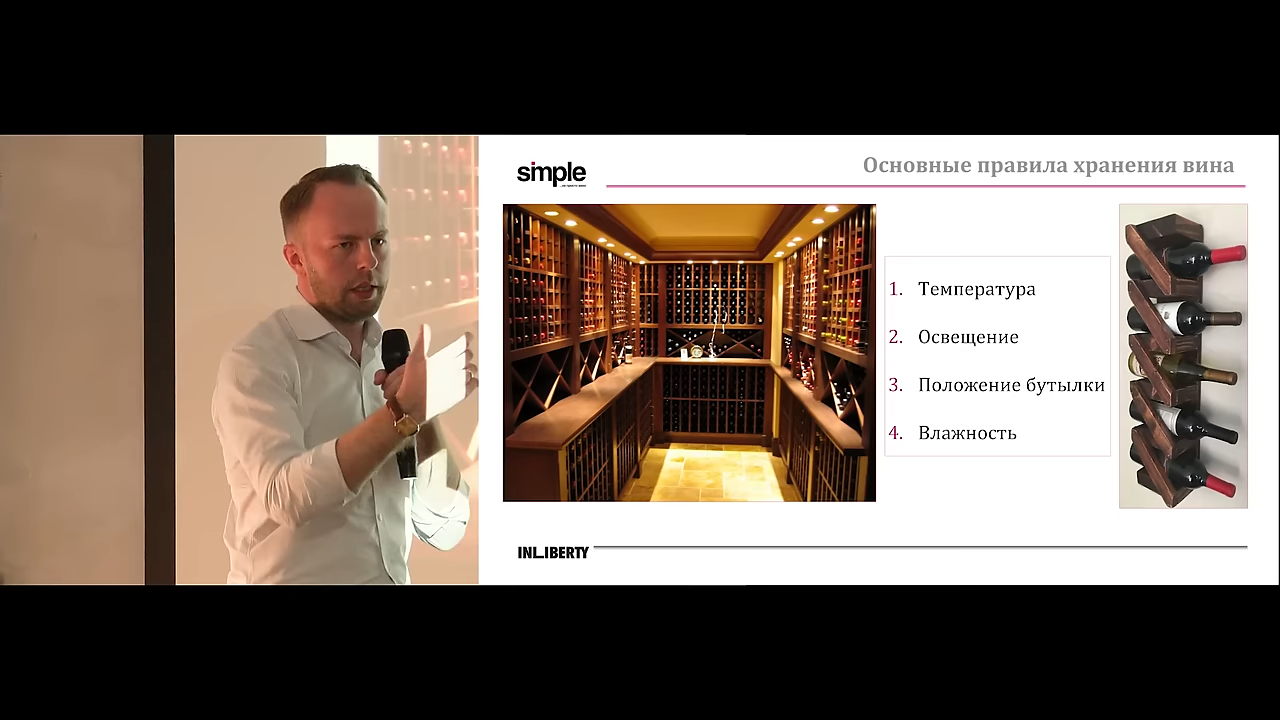 simple
Основные правила хранения вина
1. Температура
2. Освещение
3. Положение бутылки
4. Влажность
INLIBERTY